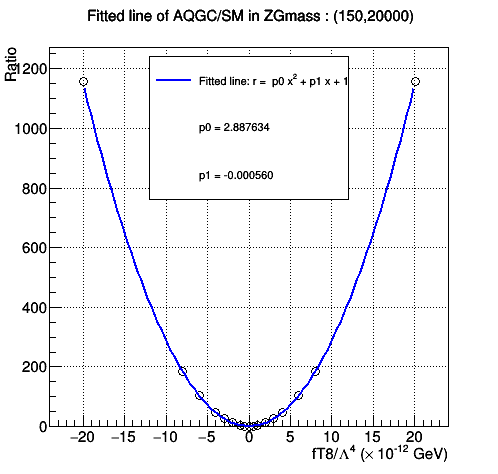 Fitted line of AQGC/SM in ZGmass : (150,20000)
Ratio
1200
1000
800
600
400
200
0
Fitted line: r = p0 x² + p1 x + 1
p0 = 2.887634
p1 = -0.000560
−20 −15 −10 −5 0 5 10 15 20
fT8/Λ⁴ (× 10⁻¹² GeV)